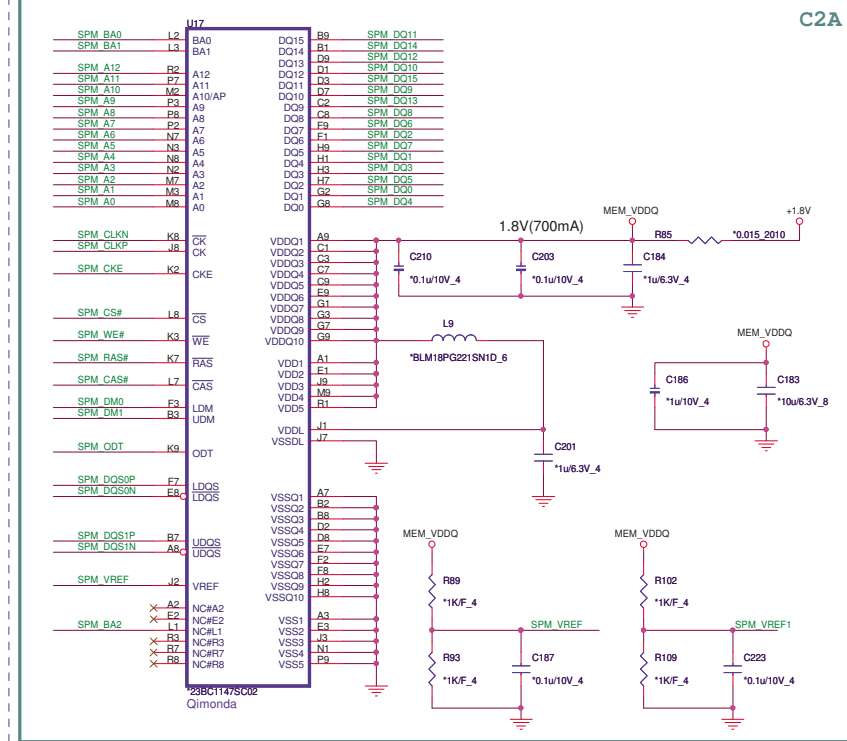 C2A
U17
SPM_BA0 L2 BA0 DQ15 B9 SPM_DQ11
SPM_BA1 L3 BA1 DQ14 B1 SPM_DQ14
DQ13 D9 SPM_DQ12
SPM_A12 R2 A12 DQ12 D1 SPM_DQ10
SPM_A11 P7 A11 DQ11 D3 SPM_DQ15
SPM_A10 M2 A10/AP DQ10 D7 SPM_DQ9
SPM_A9 P3 A9 DQ9 C2 SPM_DQ13
SPM_A8 P8 A8 DQ8 C8 SPM_DQ8
SPM_A7 P2 A7 DQ7 F9 SPM_DQ6
SPM_A6 N7 A6 DQ6 F1 SPM_DQ2
SPM_A5 N3 A5 DQ5 H9 SPM_DQ7
SPM_A4 N8 A4 DQ4 H1 SPM_DQ1
SPM_A3 N2 A3 DQ3 H3 SPM_DQ3
SPM_A2 M7 A2 DQ2 H7 SPM_DQ5
SPM_A1 M3 A1 DQ1 G2 SPM_DQ0
SPM_A0 M8 A0 DQ0 G8 SPM_DQ4
SPM_CLKN K8 CK
SPM_CLKP J8 CK
SPM_CKE K2 CKE
SPM_CS# L8 CS
SPM_WE# K3 WE
SPM_RAS# K7 RAS
SPM_CAS# L7 CAS
SPM_DM0 F3 LDM
SPM_DM1 B3 UDM
SPM_ODT K9 ODT
SPM_DQS0P F7 LDQS
SPM_DQS0N E8 LDQS
SPM_DQS1P B7 UDQS
SPM_DQS1N A8 UDQS
SPM_VREF J2 VREF
A2 NC#A2
E2 NC#E2
SPM_BA2 L1 NC#L1
R3 NC#R3
R7 NC#R7
R8 NC#R8
VDDQ1 A9
VDDQ2 C1
VDDQ3 C3
VDDQ4 C7
VDDQ5 C9
VDDQ6 E9
VDDQ7 G1
VDDQ8 G3
VDDQ9 G7
VDDQ10 G9
VDD1 A1
VDD2 E1
VDD3 J9
VDD4 M9
VDD5 R1
VDDL J1
VSSDL J7
VSSQ1 A7
VSSQ2 B2
VSSQ3 B8
VSSQ4 D2
VSSQ5 D8
VSSQ6 E7
VSSQ7 F2
VSSQ8 F8
VSSQ9 H2
VSSQ10 H8
VSS1 A3
VSS2 E3
VSS3 J3
VSS4 N1
VSS5 P9
*23BC1147SC02
Qimonda
1.8V(700mA)
MEM_VDDQ
R85
*0.015_2010
+1.8V
C210
*0.1u/10V_4
C203
*0.1u/10V_4
C184
*1u/6.3V_4
L9
*BLM18PG221SN1D_6
C201
*1u/6.3V_4
MEM_VDDQ
C186
*1u/10V_4
C183
*10u/6.3V_8
MEM_VDDQ
R89
*1K/F_4
SPM_VREF
R93
*1K/F_4
C187
*0.1u/10V_4
MEM_VDDQ
R102
*1K/F_4
SPM_VREF1
R109
*1K/F_4
C223
*0.1u/10V_4